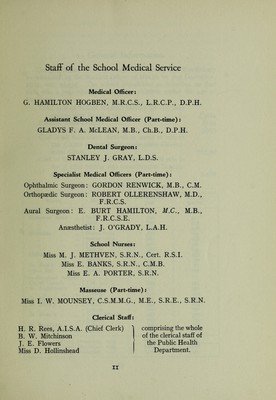 Staff of the School Medical Service
Medical Officer:
G. HAMILTON HOGBEN, M.R.C.S., L.R.C.P., D.P.H.
Assistant School Medical Officer (Part-time):
GLADYS F. A. McLEAN, M.B., Ch.B., D.P.H.
Dental Surgeon:
STANLEY J. GRAY, L.D.S.
Specialist Medical Officers (Part-time):
Ophthalmic Surgeon: GORDON RENWICK, M.B., C.M.
Orthopædic Surgeon: ROBERT OLLERENSHAW, M.D.,
F.R.C.S.
Aural Surgeon: E. BURT HAMILTON, M.C., M.B.,
F.R.C.S.E.
Anæsthetist: J. O'GRADY, L.A.H.
School Nurses:
Miss M. J. METHVEN, S.R.N., Cert. R.S.I.
Miss E. BANKS, S.R.N., C.M.B.
Miss E. A. PORTER, S.R.N.
Masseuse (Part-time):
Miss I. W. MOUNSEY, C.S.M.M.G., M.E., S.R.E., S.R.N.
Clerical Staff:
H. R. Rees, A.I.S.A. (Chief Clerk)
B. W. Mitchinson
J. E. Flowers
Miss D. Hollinshead
comprising the whole
of the clerical staff of
the Public Health
Department.
11